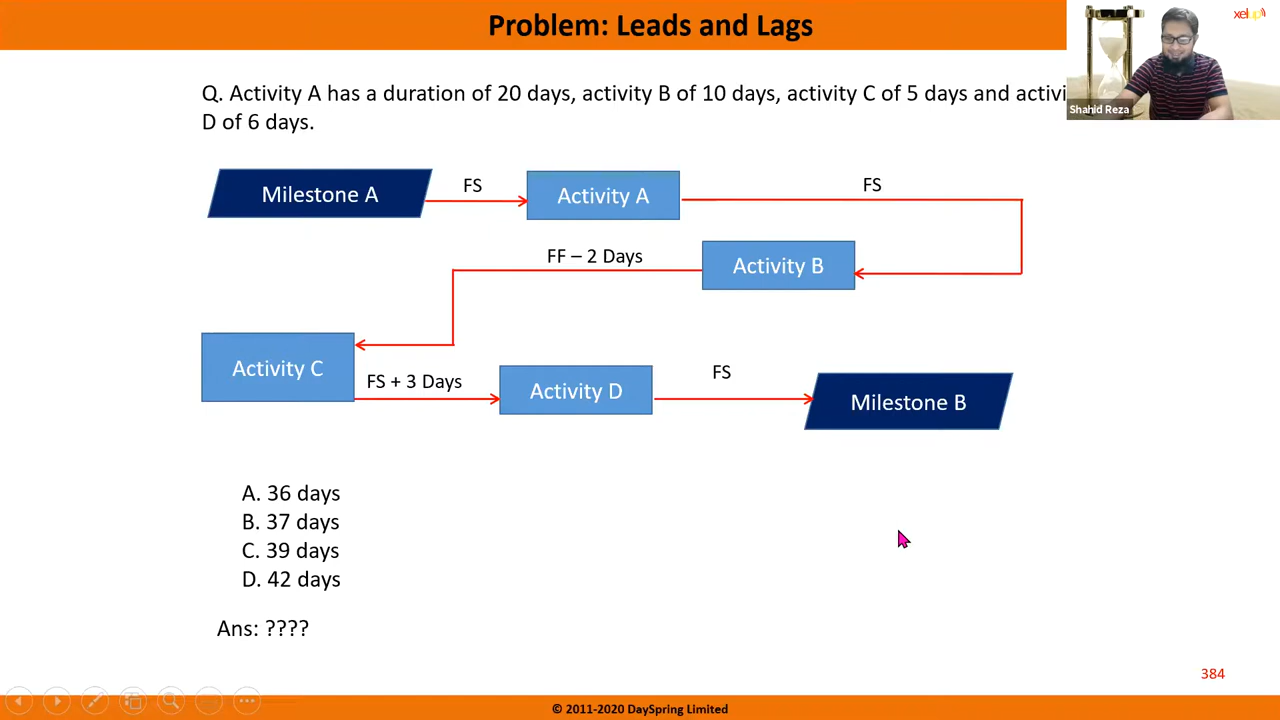 Problem: Leads and Lags
xelup
Shahid Reza
Q. Activity A has a duration of 20 days, activity B of 10 days, activity C of 5 days and activi
D of 6 days.
Milestone A
FS
Activity A
FS
FF – 2 Days
Activity B
Activity C
FS + 3 Days
Activity D
FS
Milestone B
A. 36 days
B. 37 days
C. 39 days
D. 42 days
Ans: ????
384
© 2011-2020 DaySpring Limited